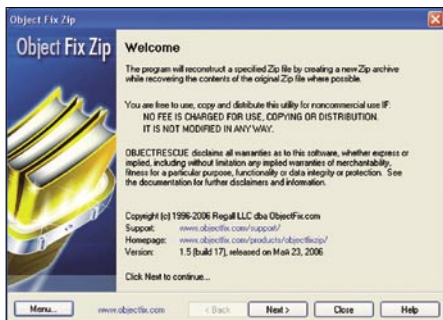 Object Fix Zip
Object Fix Zip
Welcome
The program will reconstruct a specified Zip file by creating a new Zip archive
while recovering the contents of the original Zip file where possible.
You are free to use, copy and distribute this utility for noncommercial use IF:
NO FEE IS CHARGED FOR USE, COPYING OR DISTRIBUTION.
IT IS NOT MODIFIED IN ANY WAY.
OBJECTRESCUE disclaims all warranties as to this software, whether express or
implied, including without limitation any implied warranties of merchantability,
fitness for a particular purpose, functionality or data integrity or protection. See
the documentation for further disclaimers and information.
Copyright (c) 1996-2006 Regall LLC dba ObjectFix.com
Support: www.objectfix.com/support/
Homepage: www.objectfix.com/products/objectfixzip/
Version: 1.5 (build 17), released on Mar 23, 2006
Click Next to continue...
Menu... www.objectfix.com < Back Next > Close Help